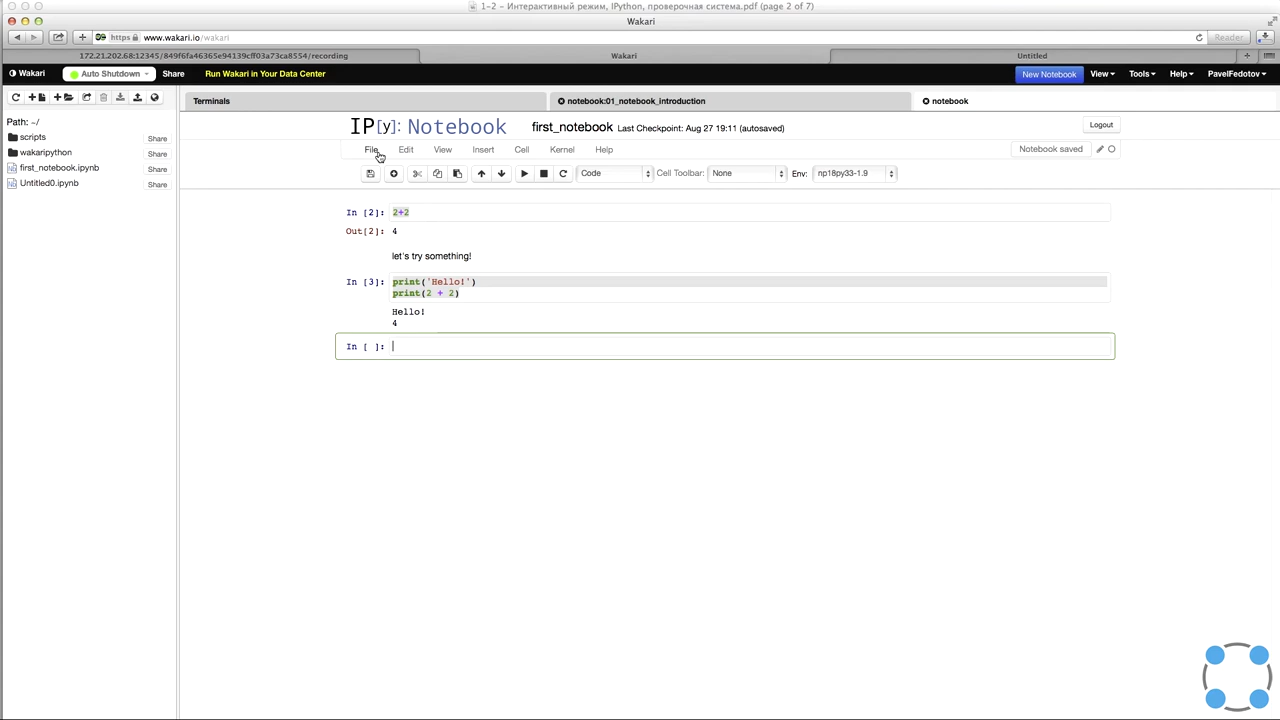 1-2 – Интерактивный режим, IPython, проверочная система.pdf (page 2 of 7)
Wakari
https www.wakari.io/wakari Reader
172.21.202.68:12345/849f6fa46365e94139cff03a73ca8554/recording Wakari Untitled
Wakari Auto Shutdown Share Run Wakari in Your Data Center New Notebook View Tools Help PavelFedotov
Terminals notebook:01_notebook_introduction notebook
Path: ~/
scripts Share
wakaripython Share
first_notebook.ipynb Share
Untitled0.ipynb Share
IP[y]: Notebook first_notebook Last Checkpoint: Aug 27 19:11 (autosaved) Logout
File Edit View Insert Cell Kernel Help Notebook saved
Code Cell Toolbar: None Env: np18py33-1.9
In [2]: 2+2
Out[2]: 4
let's try something!
In [3]: print('Hello!')
print(2 + 2)
Hello!
4
In [ ]: